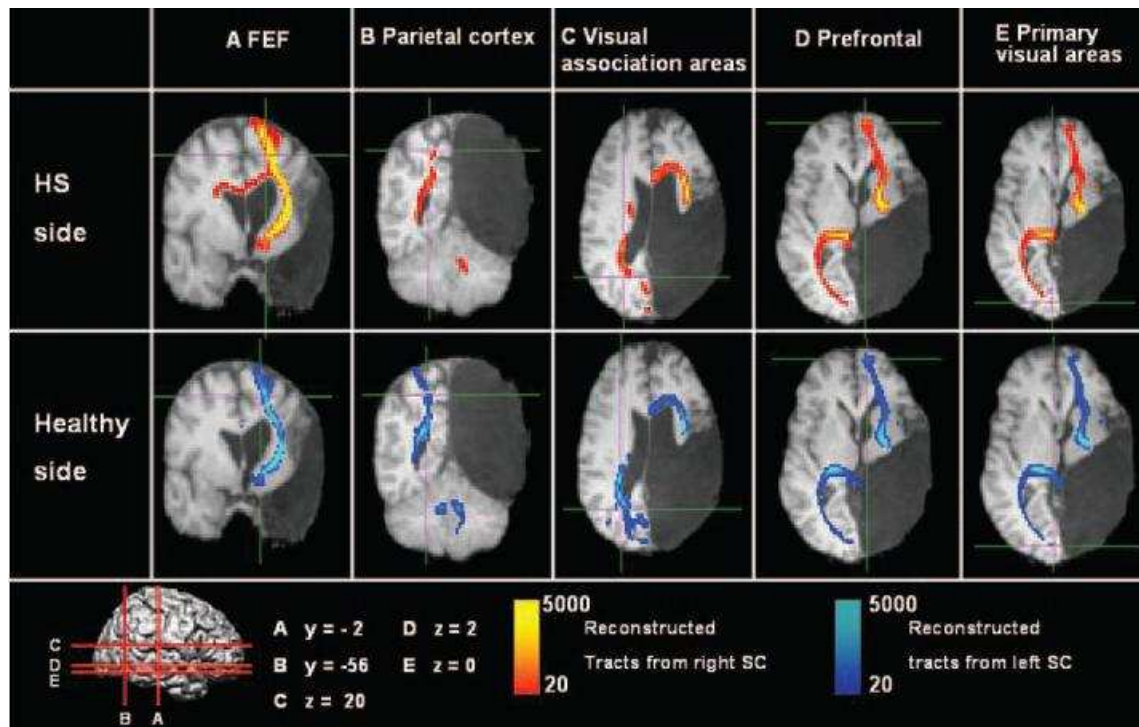 A FEF
B Parietal cortex
C Visual
association areas
D Prefrontal
E Primary
visual areas
HS
side
Healthy
side
C
D
E
B A
A y = - 2 D z = 2
B y = -56 E z = 0
C z = 20
5000
Reconstructed
Tracts from right SC
20
5000
Reconstructed
tracts from left SC
20